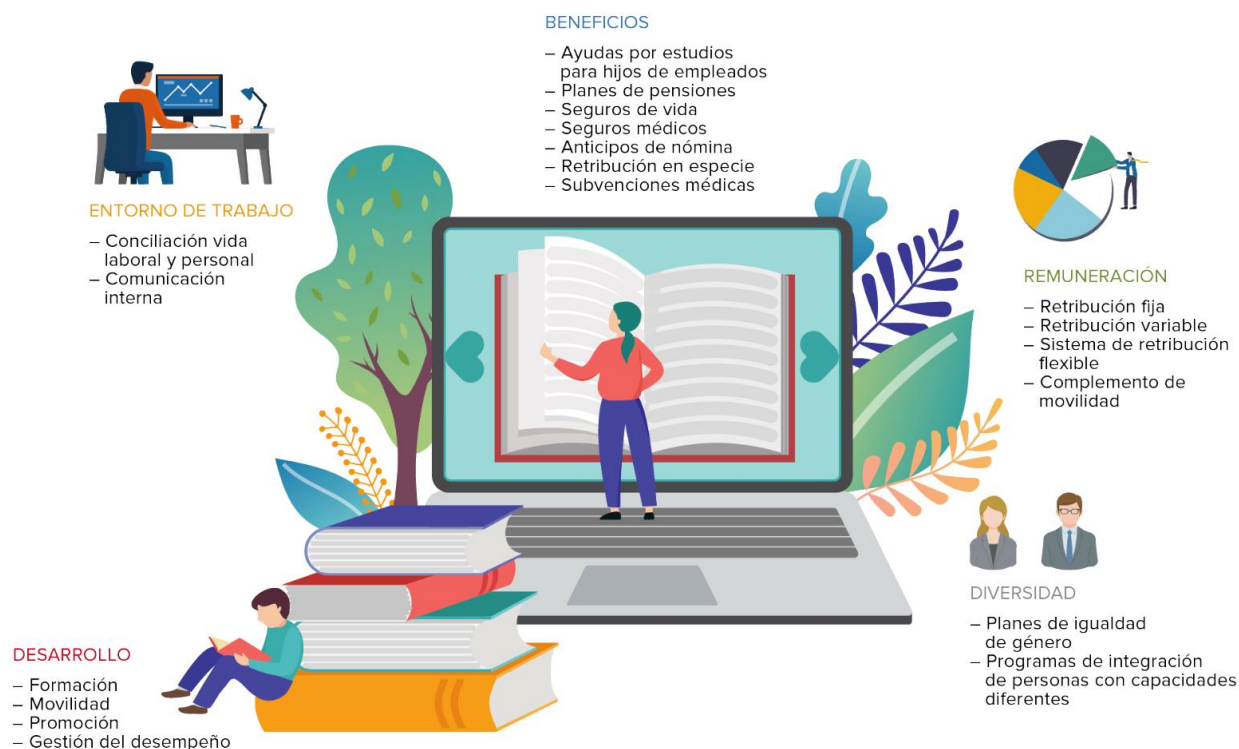 BENEFICIOS
– Ayudas por estudios
para hijos de empleados
– Planes de pensiones
– Seguros de vida
– Seguros médicos
– Anticipos de nómina
– Retribución en especie
– Subvenciones médicas
ENTORNO DE TRABAJO
– Conciliación vida
laboral y personal
– Comunicación
interna
REMUNERACIÓN
– Retribución fija
– Retribución variable
– Sistema de retribución
flexible
– Complemento de
movilidad
DIVERSIDAD
– Planes de igualdad
de género
– Programas de integración
de personas con capacidades
diferentes
DESARROLLO
– Formación
– Movilidad
– Promoción
– Gestión del desempeño